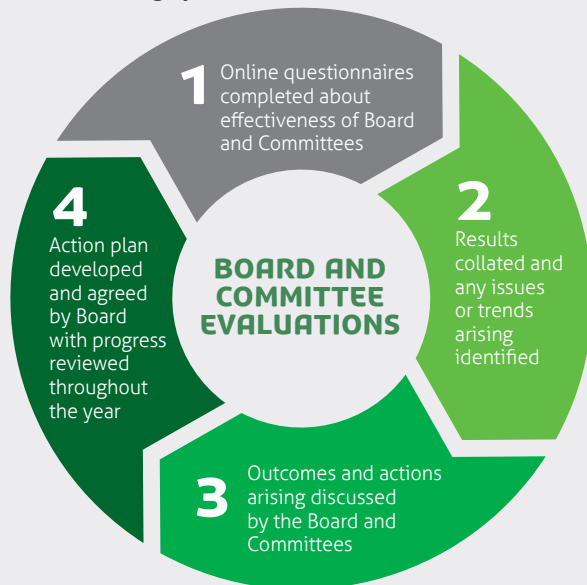 1
Online questionnaires
completed about
effectiveness of Board
and Committees
2
Results
collated and
any issues
or trends
arising
identified
3
Outcomes and actions
arising discussed
by the Board and
Committees
4
Action plan
developed
and agreed
by Board
with progress
reviewed
throughout
the year
BOARD AND
COMMITTEE
EVALUATIONS